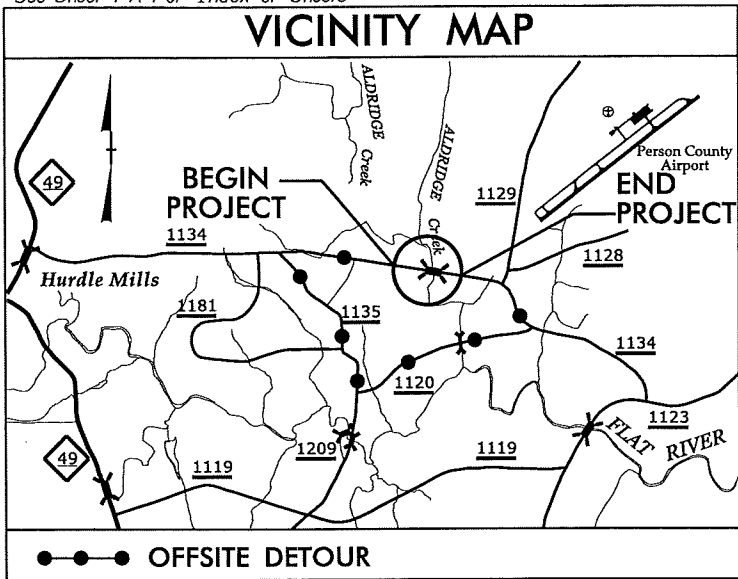 VICINITY MAP
ALDRIDGE
Creek
ALDRIDGE
Creek
49
BEGIN
PROJECT
1129
Person County
Airport
END
PROJECT
1134
1128
Hurdle Mills
1181
1135
1134
1120
1123
FLAT RIVER
49
1119
1209
1119
OFFSITE DETOUR